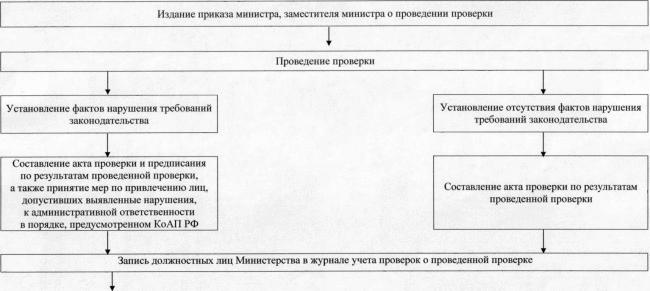 Издание приказа министра, заместителя министра о проведении проверки
Проведение проверки
Установление фактов нарушения требований
законодательства
Установление отсутствия фактов нарушения
требований законодательства
Составление акта проверки и предписания
по результатам проведенной проверки,
а также принятие мер по привлечению лиц,
допустивших выявленные нарушения,
к административной ответственности
в порядке, предусмотренном КоАП РФ
Составление акта проверки по результатам
проведенной проверки
Запись должностных лиц Министерства в журнале учета проверок о проведенной проверке